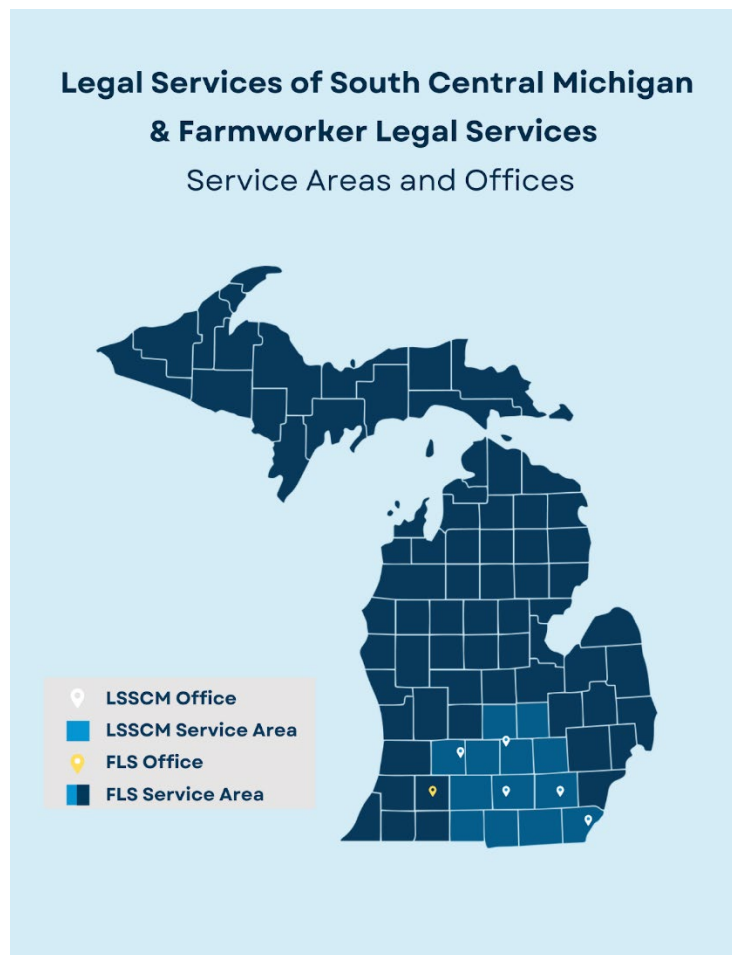 Legal Services of South Central Michigan
& Farmworker Legal Services
Service Areas and Offices
LSSCM Office
LSSCM Service Area
FLS Office
FLS Service Area